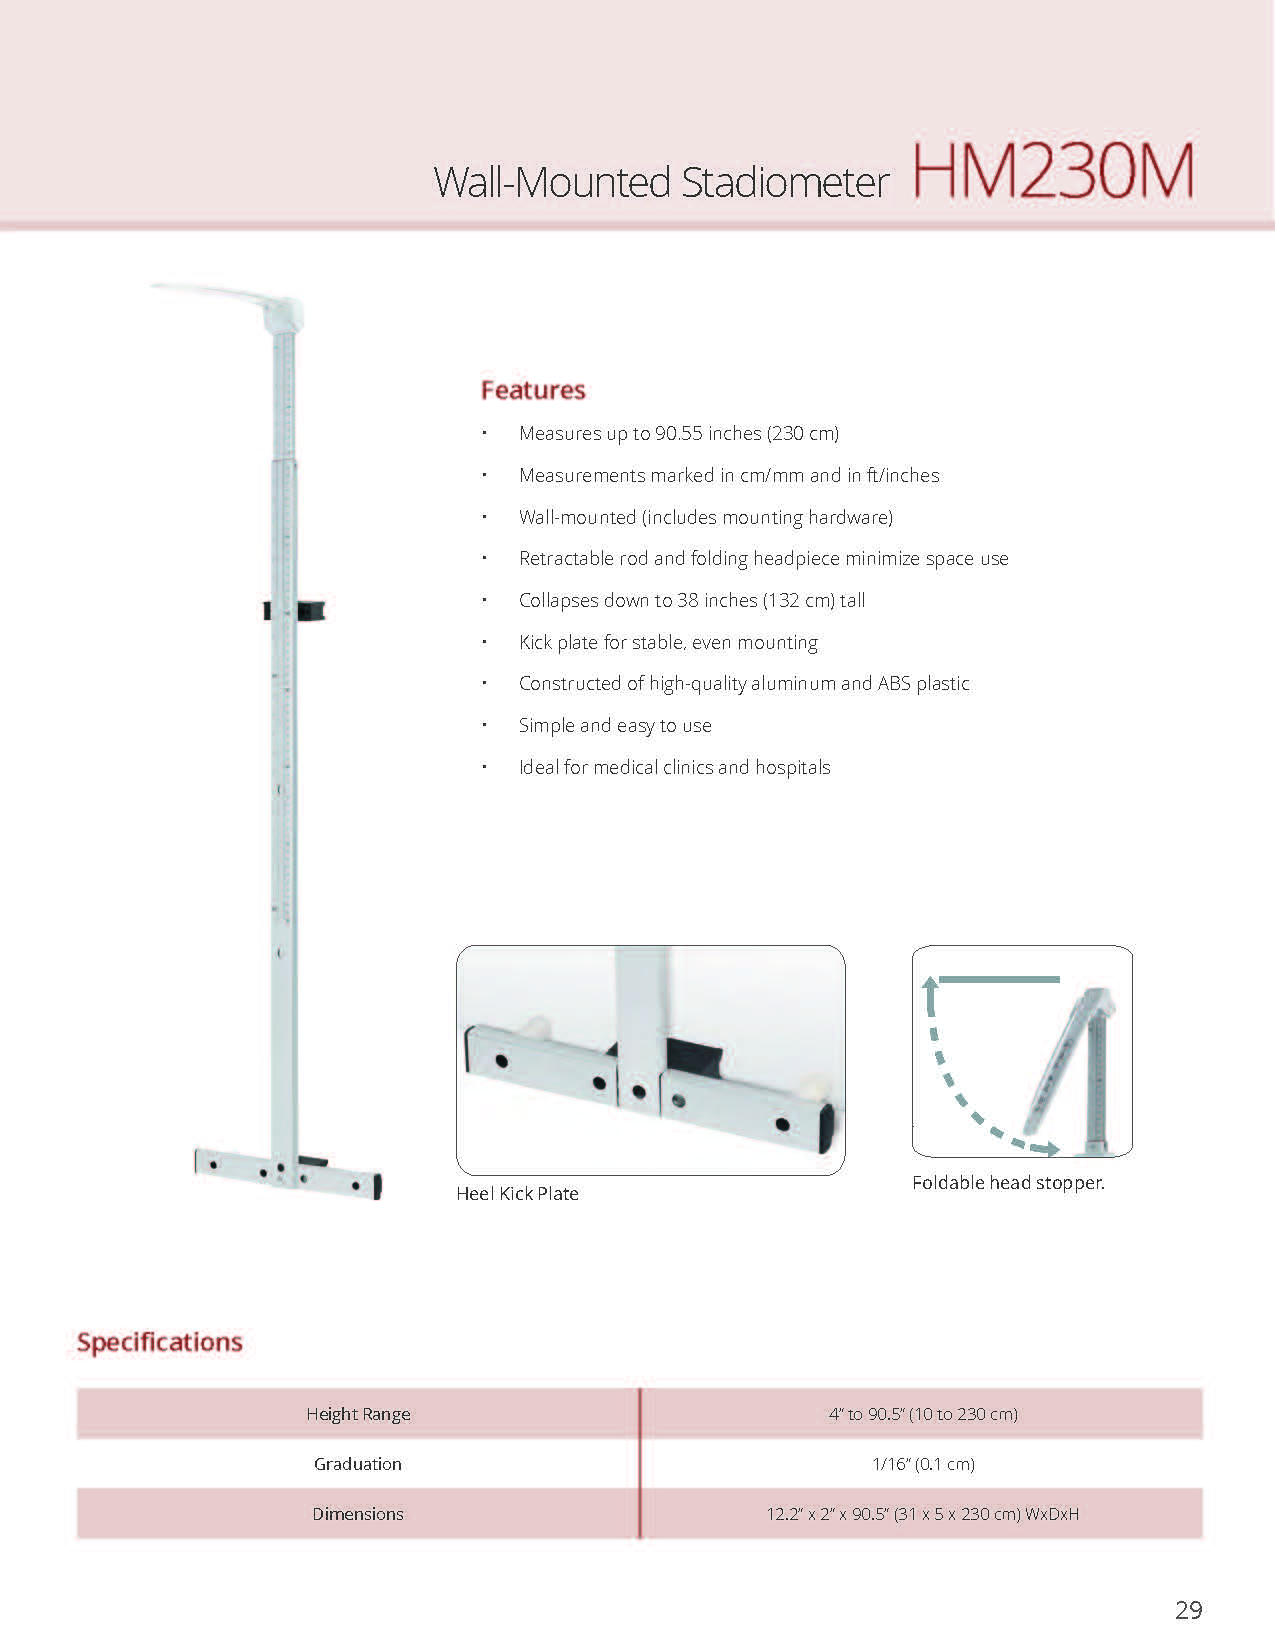 Wall-Mounted Stadiometer HM230M
Features
• Measures up to 90.55 inches (230 cm)
• Measurements marked in cm/mm and in ft/inches
• Wall-mounted (includes mounting hardware)
• Retractable rod and folding headpiece minimize space use
• Collapses down to 38 inches (132 cm) tall
• Kick plate for stable, even mounting
• Constructed of high-quality aluminum and ABS plastic
• Simple and easy to use
• Ideal for medical clinics and hospitals
Heel Kick Plate
Foldable head stopper.
Specifications
Height Range 4” to 90.5” (10 to 230 cm)
Graduation 1/16” (0.1 cm)
Dimensions 12.2” x 2” x 90.5” (31 x 5 x 230 cm) WxDxH
29